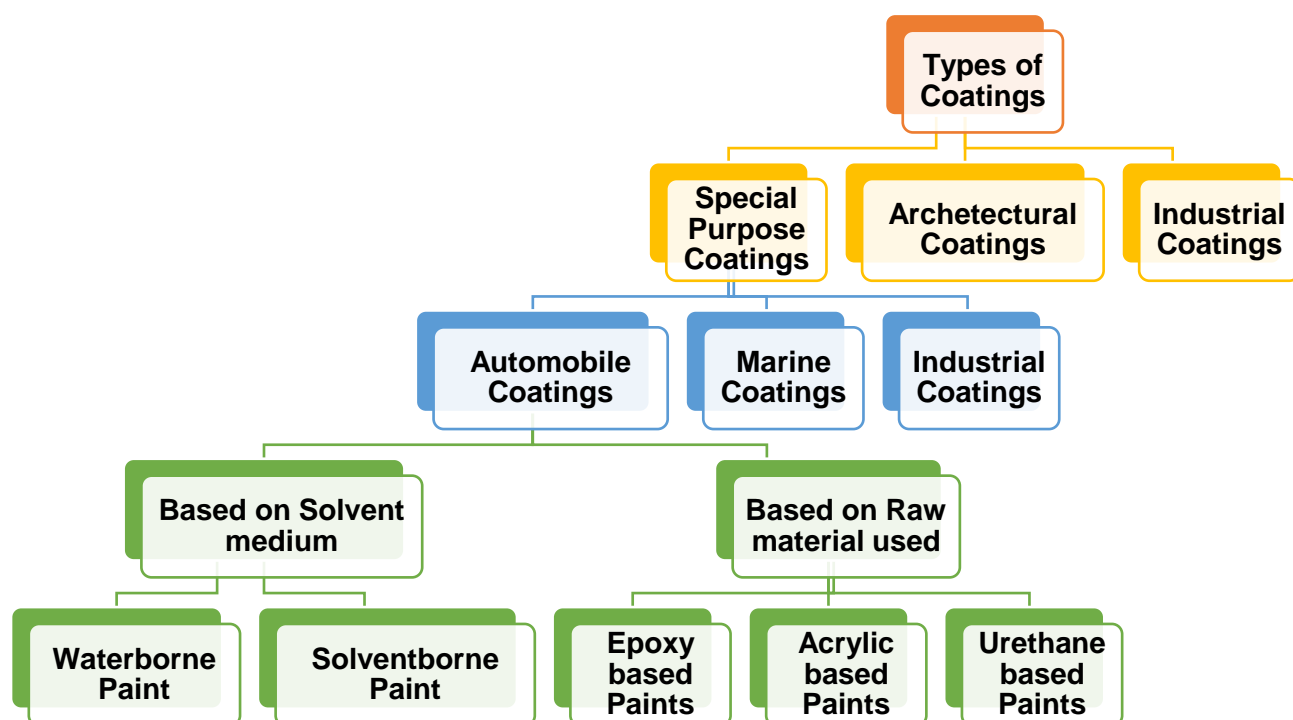 Types of
Coatings
Special
Purpose
Coatings
Archetectural
Coatings
Industrial
Coatings
Automobile
Coatings
Marine
Coatings
Industrial
Coatings
Based on Solvent
medium
Based on Raw
material used
Waterborne
Paint
Solventborne
Paint
Epoxy
based
Paints
Acrylic
based
Paints
Urethane
based
Paints